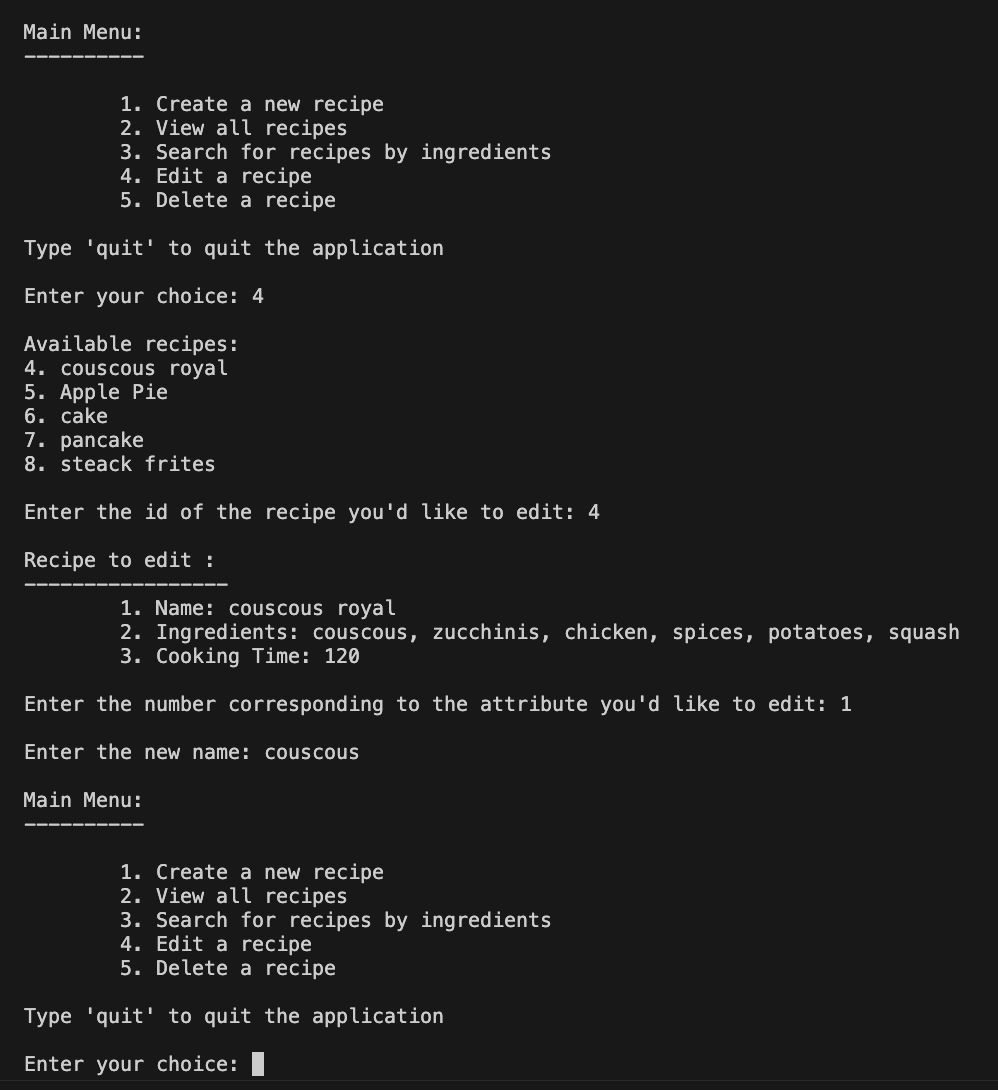 Main Menu:
----------
1. Create a new recipe
2. View all recipes
3. Search for recipes by ingredients
4. Edit a recipe
5. Delete a recipe
Type 'quit' to quit the application
Enter your choice: 4
Available recipes:
4. couscous royal
5. Apple Pie
6. cake
7. pancake
8. steack frites
Enter the id of the recipe you'd like to edit: 4
Recipe to edit :
-----------------
1. Name: couscous royal
2. Ingredients: couscous, zucchinis, chicken, spices, potatoes, squash
3. Cooking Time: 120
Enter the number corresponding to the attribute you'd like to edit: 1
Enter the new name: couscous
Main Menu:
----------
1. Create a new recipe
2. View all recipes
3. Search for recipes by ingredients
4. Edit a recipe
5. Delete a recipe
Type 'quit' to quit the application
Enter your choice: